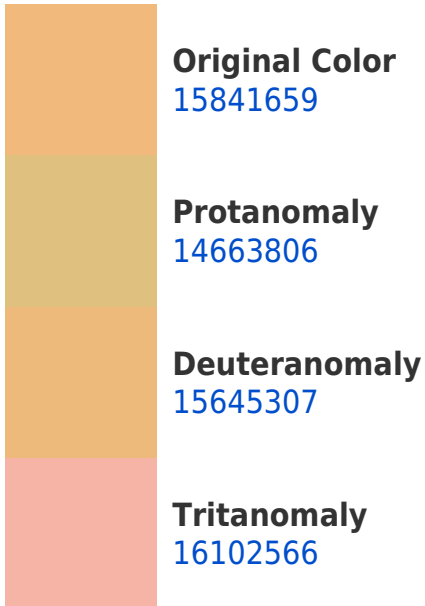 Original Color
15841659
Protanomaly
14663806
Deuteranomaly
15645307
Tritanomaly
16102566